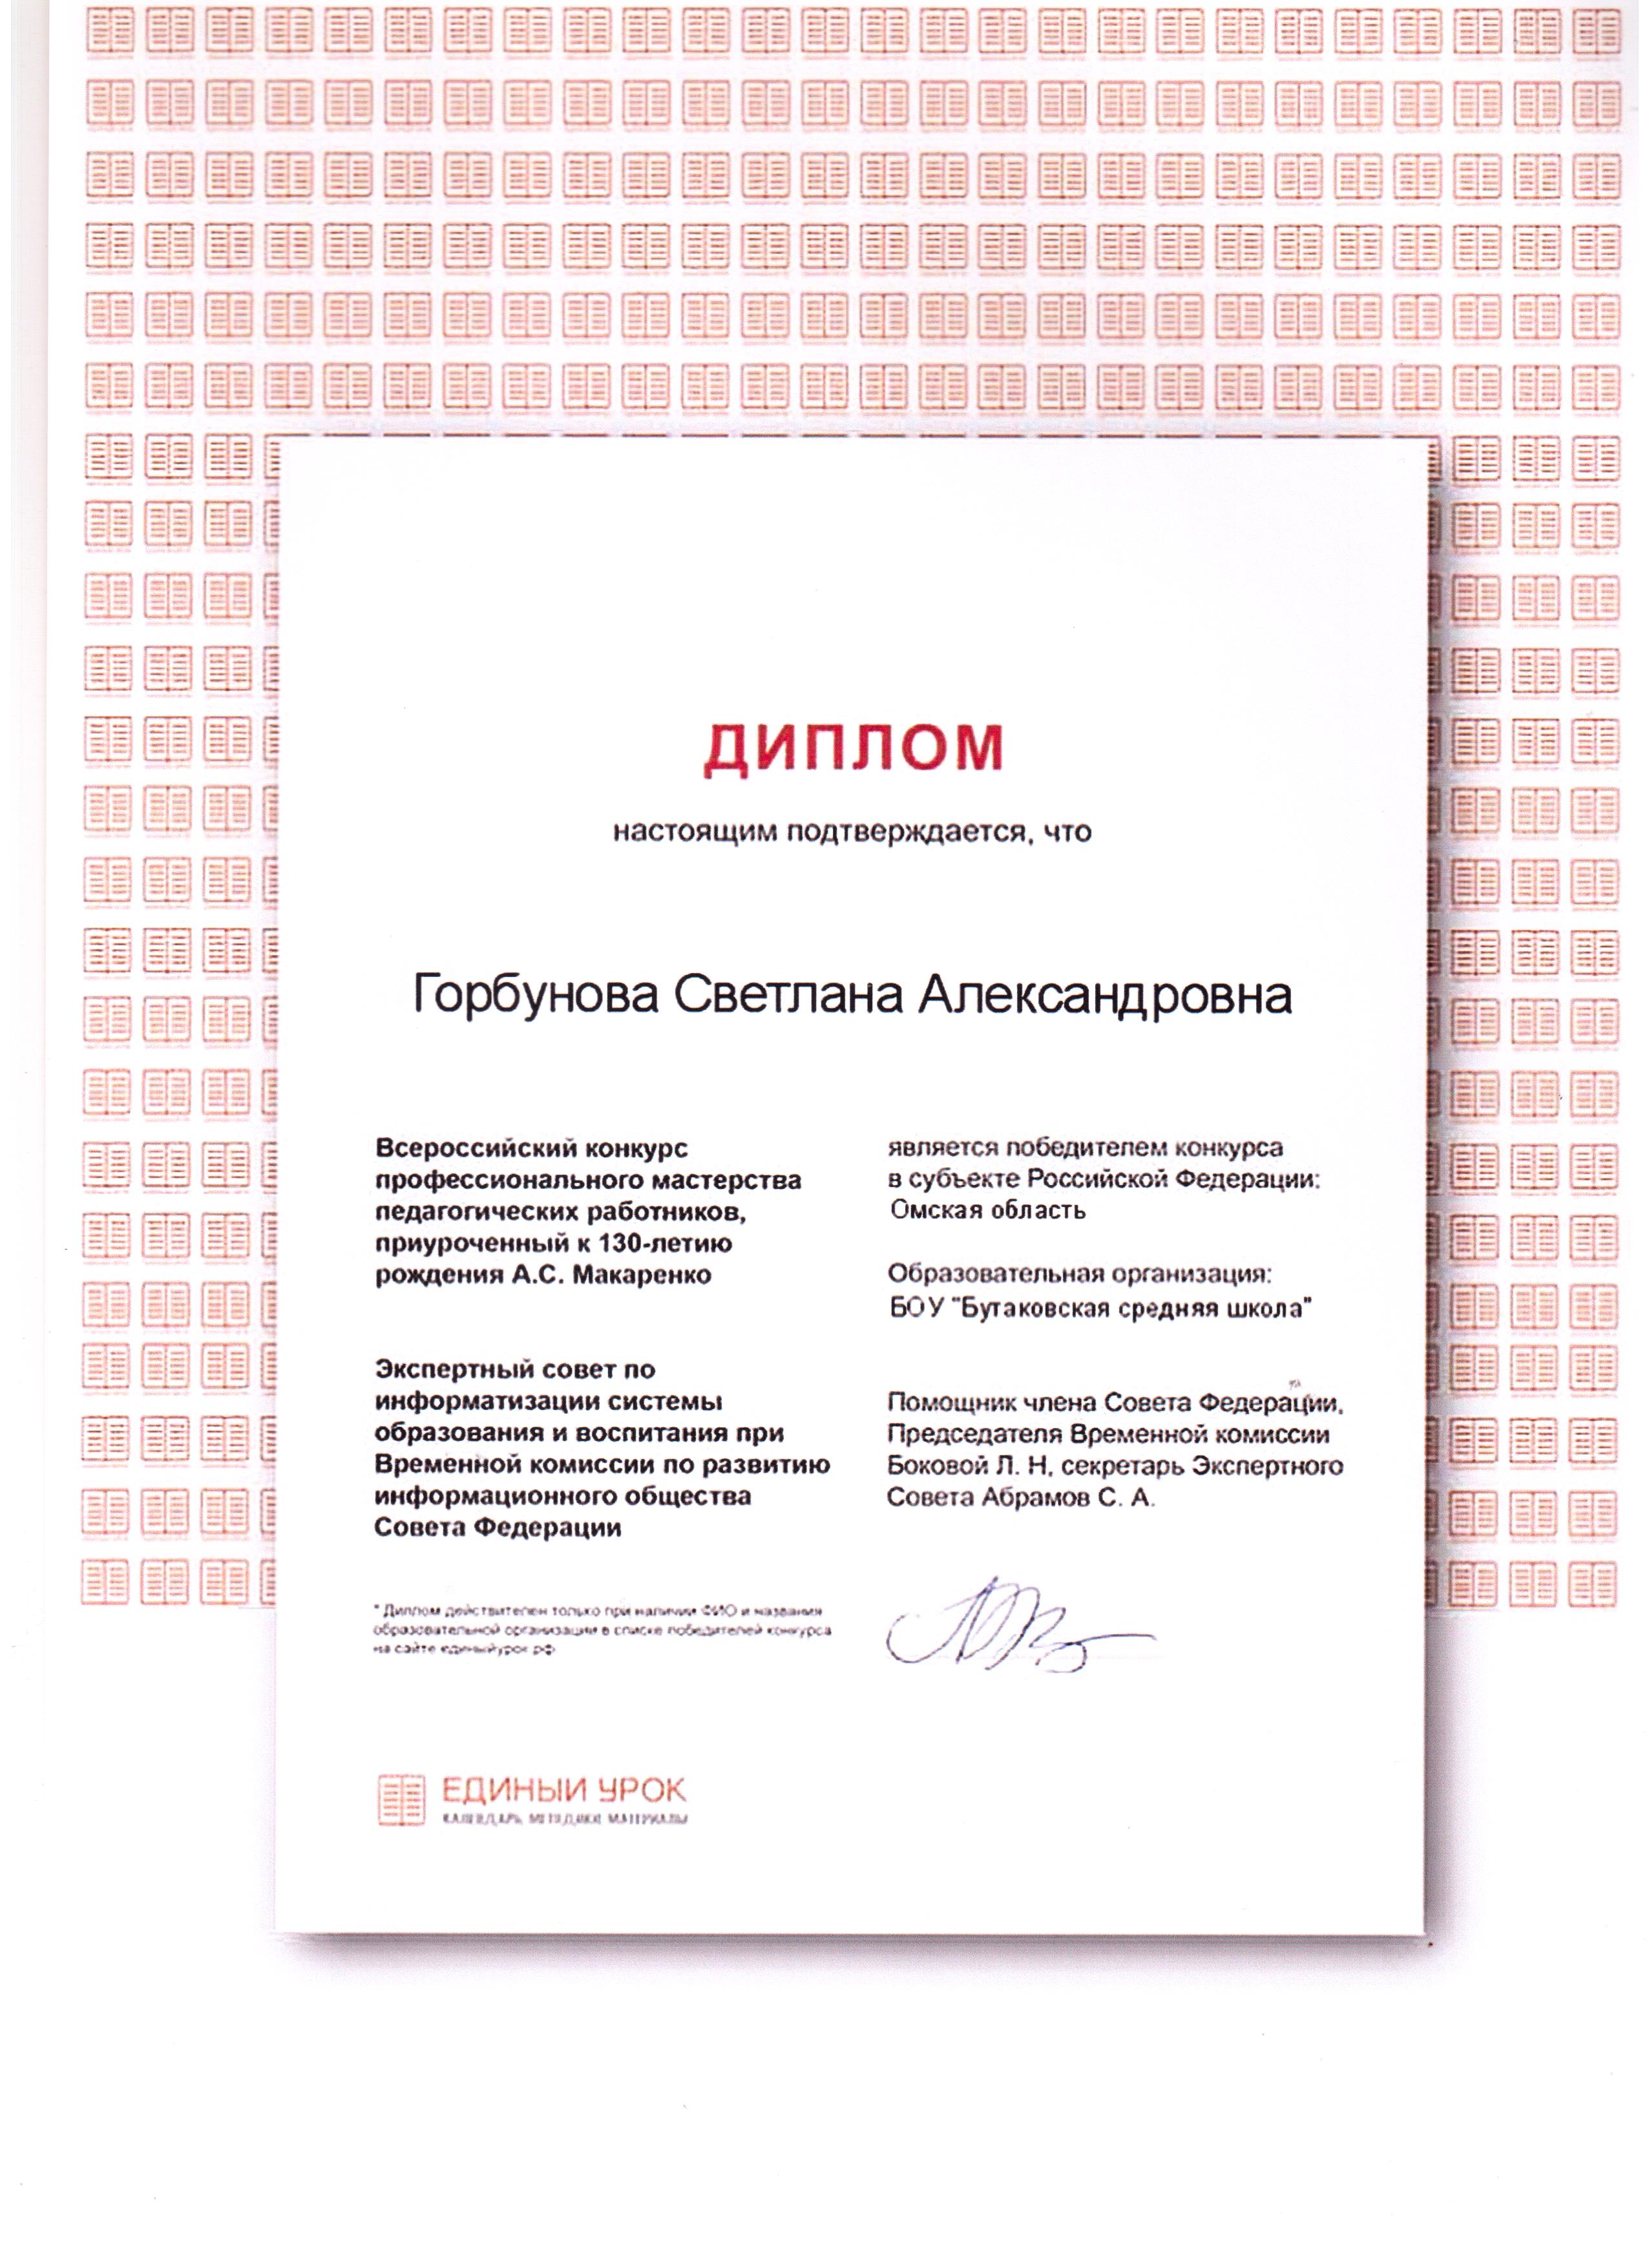 ДИПЛОМ
настоящим подтверждается, что
Горбунова Светлана Александровна
Всероссийский конкурс
профессионального мастерства
педагогических работников,
приуроченный к 130-летию
рождения А.С. Макаренко
является победителем конкурса
в субъекте Российской Федерации:
Омская область
Образовательная организация:
БОУ "Бутаковская средняя школа"
Экспертный совет по
информатизации системы
образования и воспитания при
Временной комиссии по развитию
информационного общества
Совета Федерации
Помощник члена Совета Федерации,
Председателя Временной комиссии
Боковой Л. Н, секретарь Экспертного
Совета Абрамов С. А.
* Диплом действителен только при наличии ФИО и названия
образовательной организации в списке победителей конкурса
на сайте единыйурок.рф
ЕДИНЫЙ УРОК
КАЛЕНДАРЬ МЕТОДИКИ МАТЕРИАЛЫ